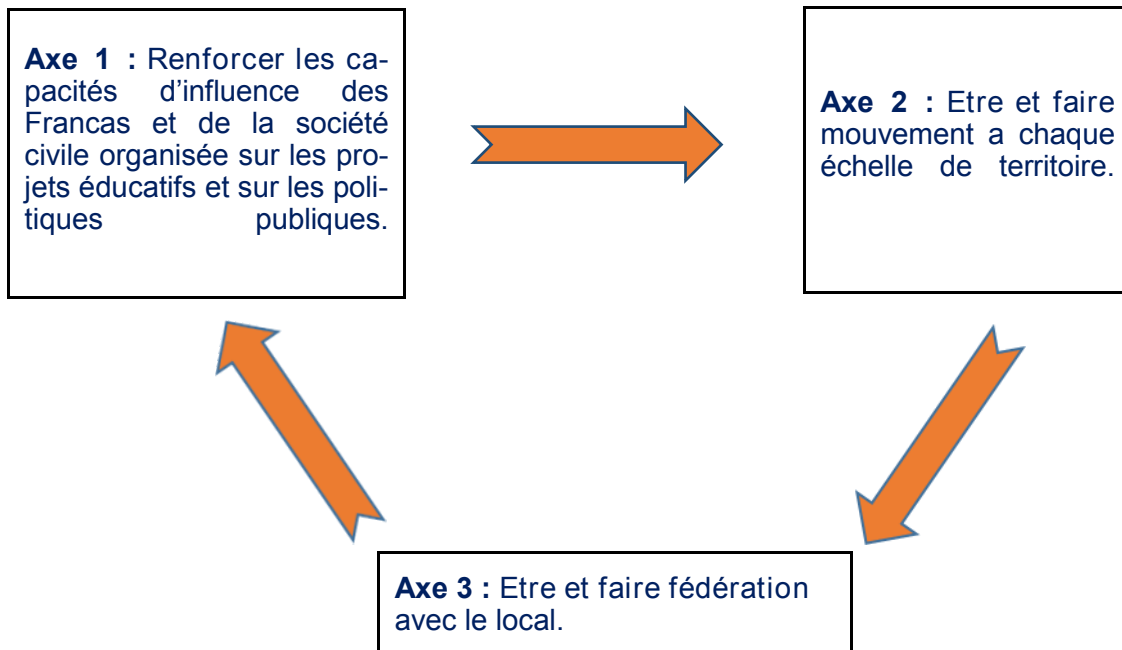 Axe 1 : Renforcer les ca-
pacités d’influence des
Francas et de la société
civile organisée sur les pro-
jets éducatifs et sur les poli-
tiques publiques.
Axe 2 : Etre et faire
mouvement a chaque
échelle de territoire.
Axe 3 : Etre et faire fédération
avec le local.